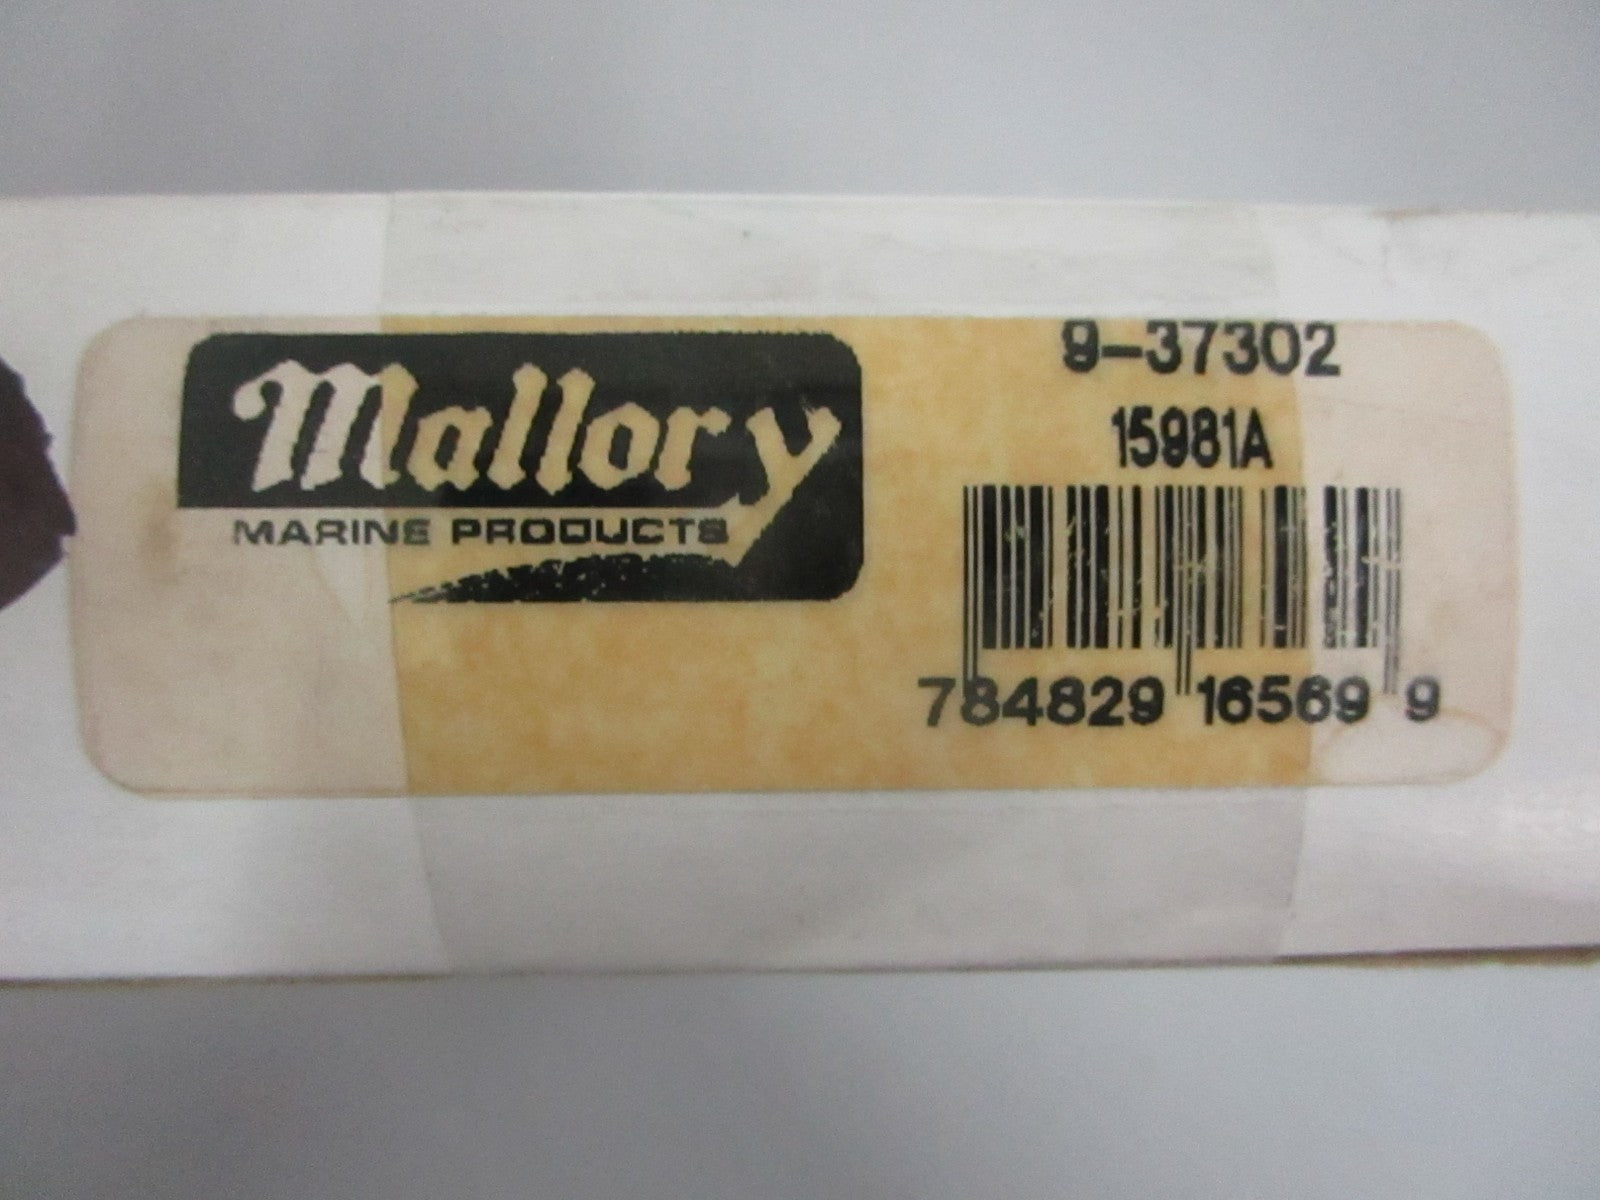 Mallory
MARINE PRODUCTS
9-37302
15981A
784829 16569 9